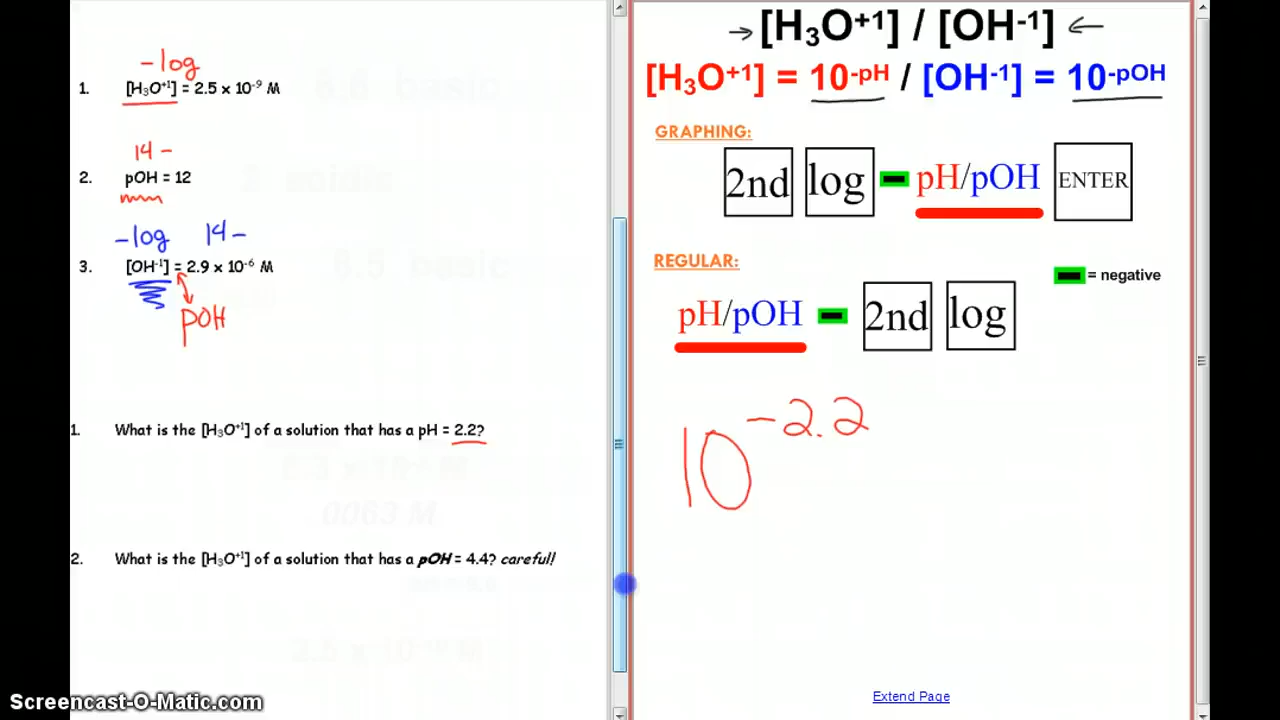 -log
1. [H₃O⁺¹] = 2.5 x 10⁻⁹ M
14 -
2. pOH = 12
-log 14 -
3. [OH⁻¹] = 2.9 x 10⁻⁶ M
pOH
1. What is the [H₃O⁺¹] of a solution that has a pH = 2.2?
2. What is the [H₃O⁺¹] of a solution that has a pOH = 4.4? careful!
Screencast-O-Matic.com
→ [H₃O⁺¹] / [OH⁻¹] ←
[H₃O⁺¹] = 10⁻ᵖᴴ / [OH⁻¹] = 10⁻ᵖᴼᴴ
GRAPHING:
2nd log - pH/pOH ENTER
REGULAR:
- = negative
pH/pOH - 2nd log
10⁻²·²
Extend Page